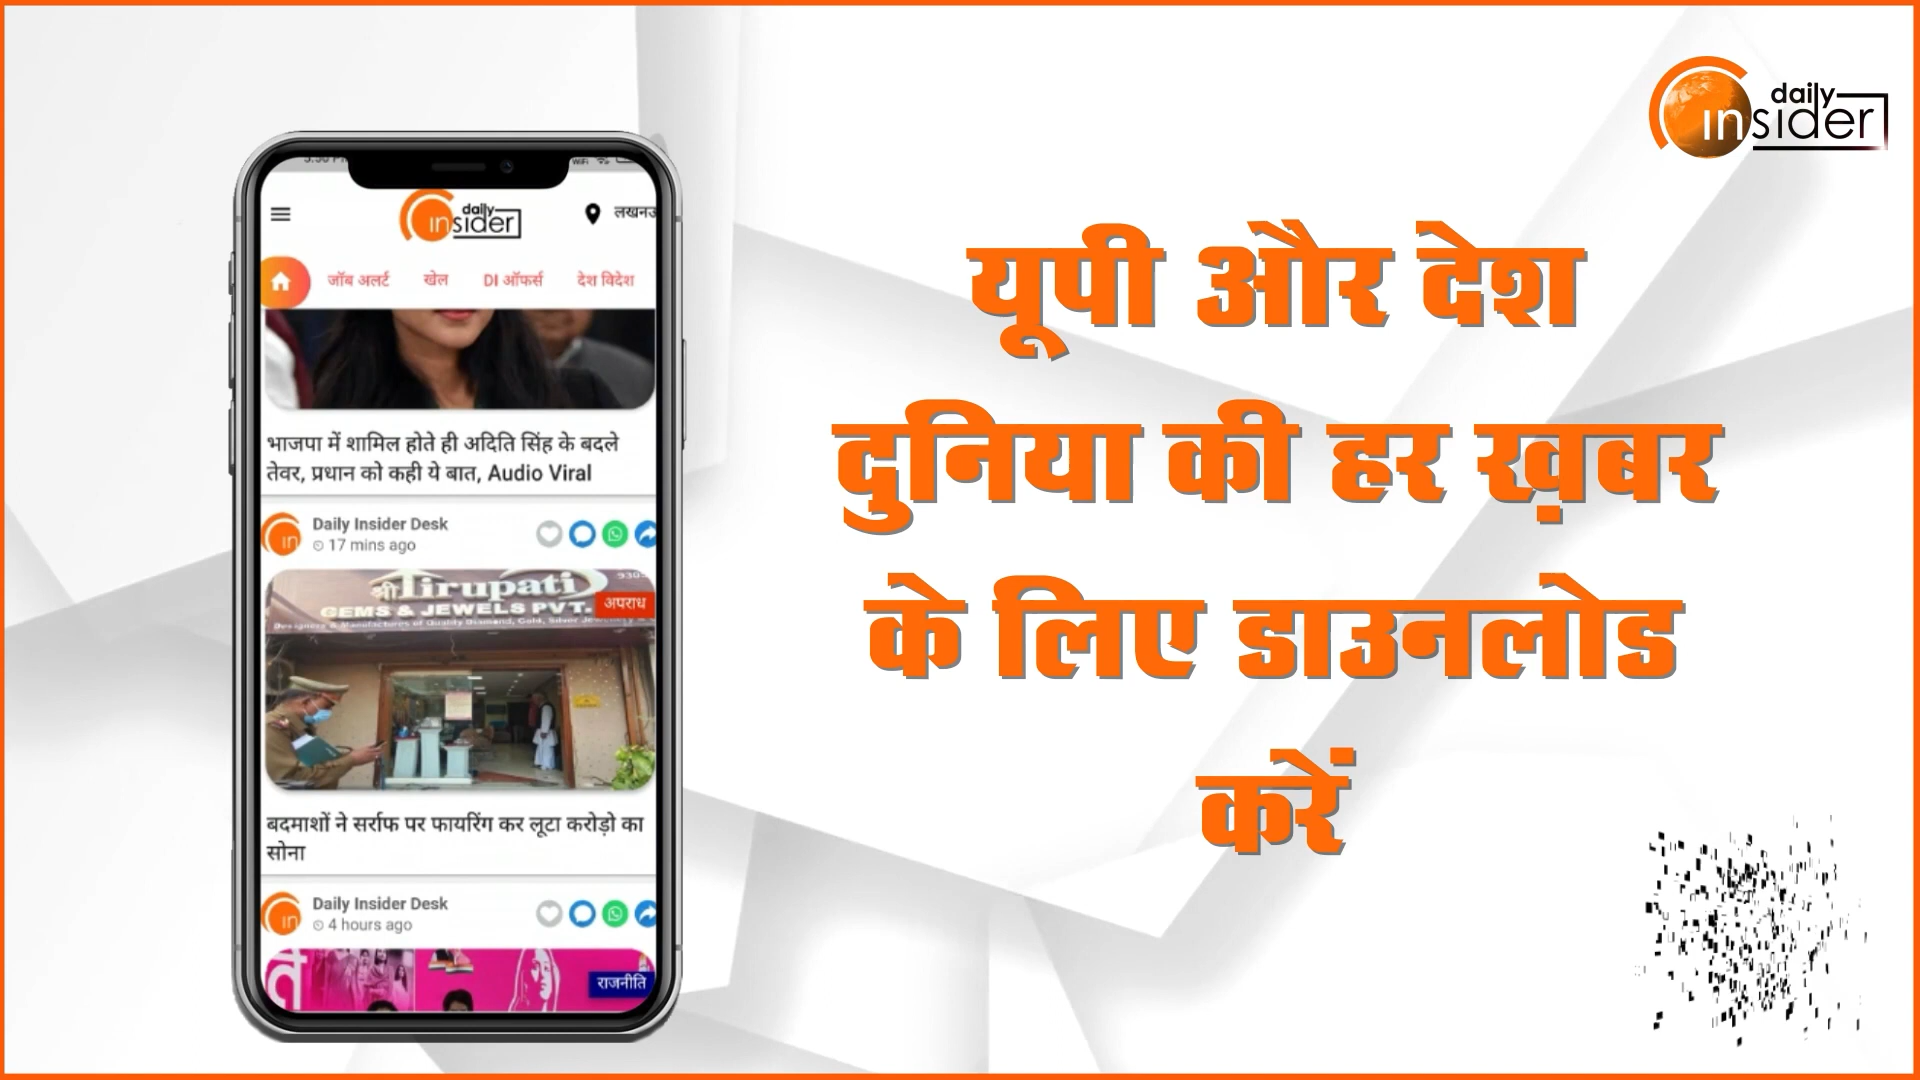 daily
insider
यूपी और देश
दुनिया की हर ख़बर
के लिए डाउनलोड
करें
daily
insider
जॉब अलर्ट खेल DI ऑफर्स देश विदेश
भाजपा में शामिल होते ही अदिति सिंह के बदले
तेवर, प्रधान को कही ये बात, Audio Viral
Daily Insider Desk
17 mins ago
श्री Tirupati
GEMS & JEWELS PVT.
अपराध
बदमाशों ने सर्राफ पर फायरिंग कर लूटा करोड़ो का
सोना
Daily Insider Desk
4 hours ago
राजनीति